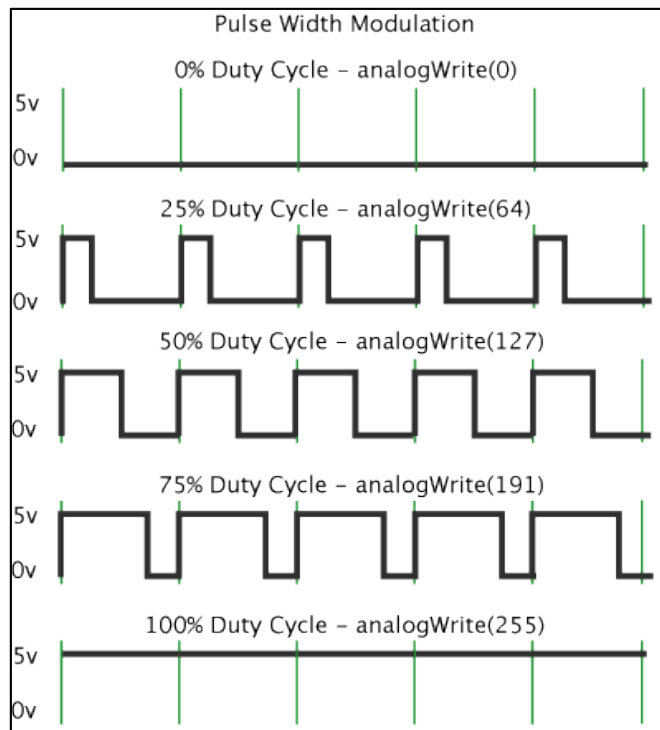 Pulse Width Modulation
0% Duty Cycle – analogWrite(0)
5v
0v
25% Duty Cycle – analogWrite(64)
5v
0v
50% Duty Cycle – analogWrite(127)
5v
0v
75% Duty Cycle – analogWrite(191)
5v
0v
100% Duty Cycle – analogWrite(255)
5v
0v